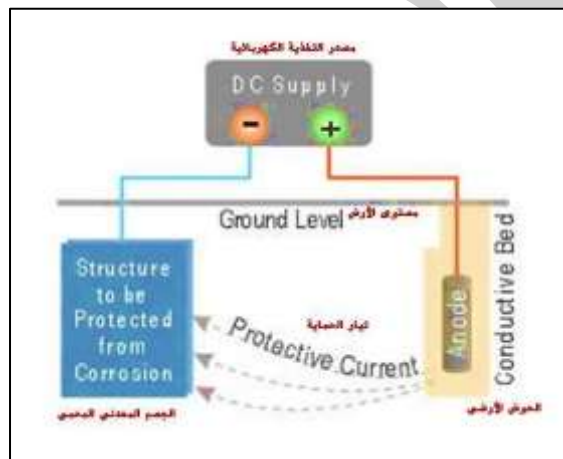 مصدر التغذية الكهربائية
DC Supply
-
+
Ground Level
مستوى الأرض
Structure
to be
Protected
from
Corrosion
تيار الحماية
Protective Current
Anode
Conductive Bed
الجسم المعدني المحمي
الحوض الأرضي